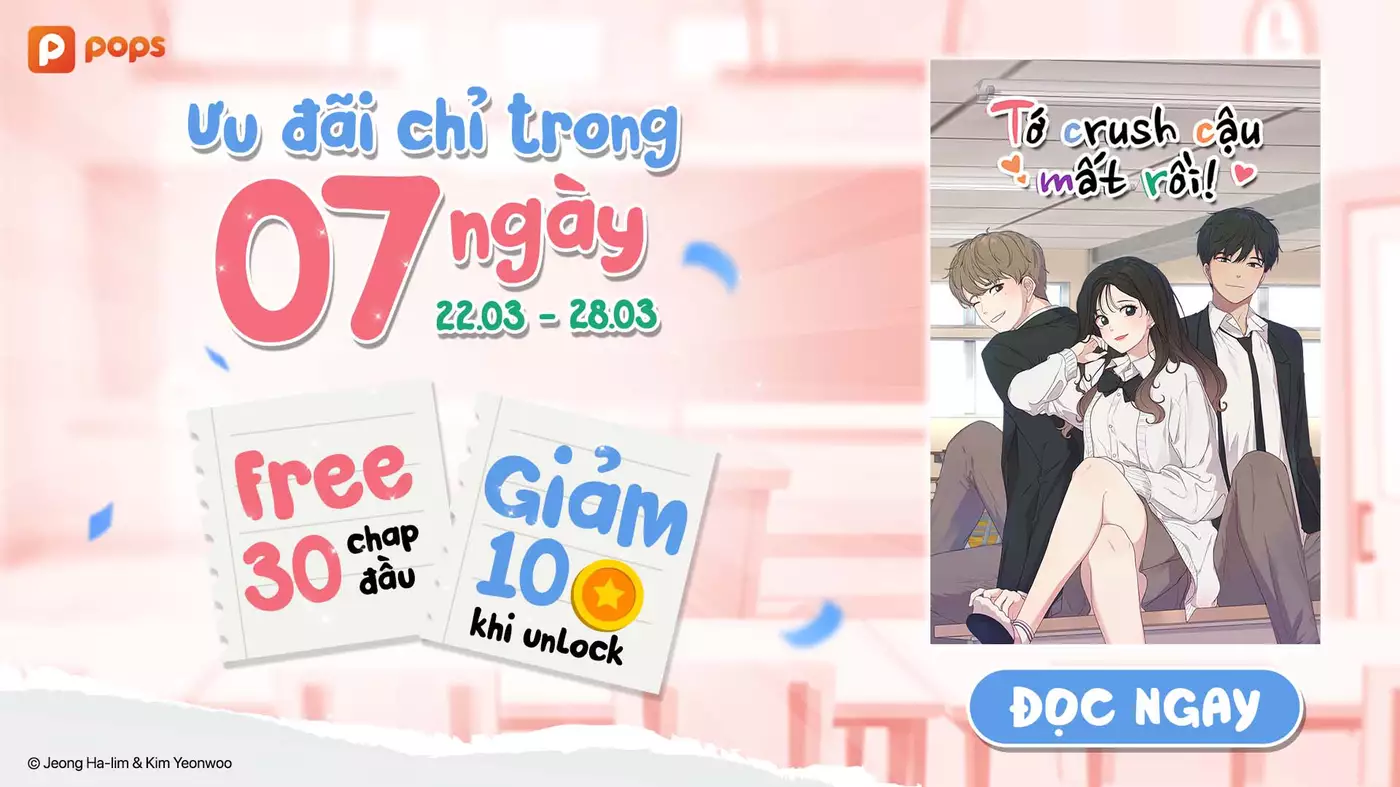 pops
Ưu đãi chỉ trong
07 ngày
22.03 - 28.03
Free
30 chap
đầu
Giảm
10
khi unlock
Tớ crush cậu
mất rồi!
ĐỌC NGAY
© Jeong Ha-lim & Kim Yeonwoo